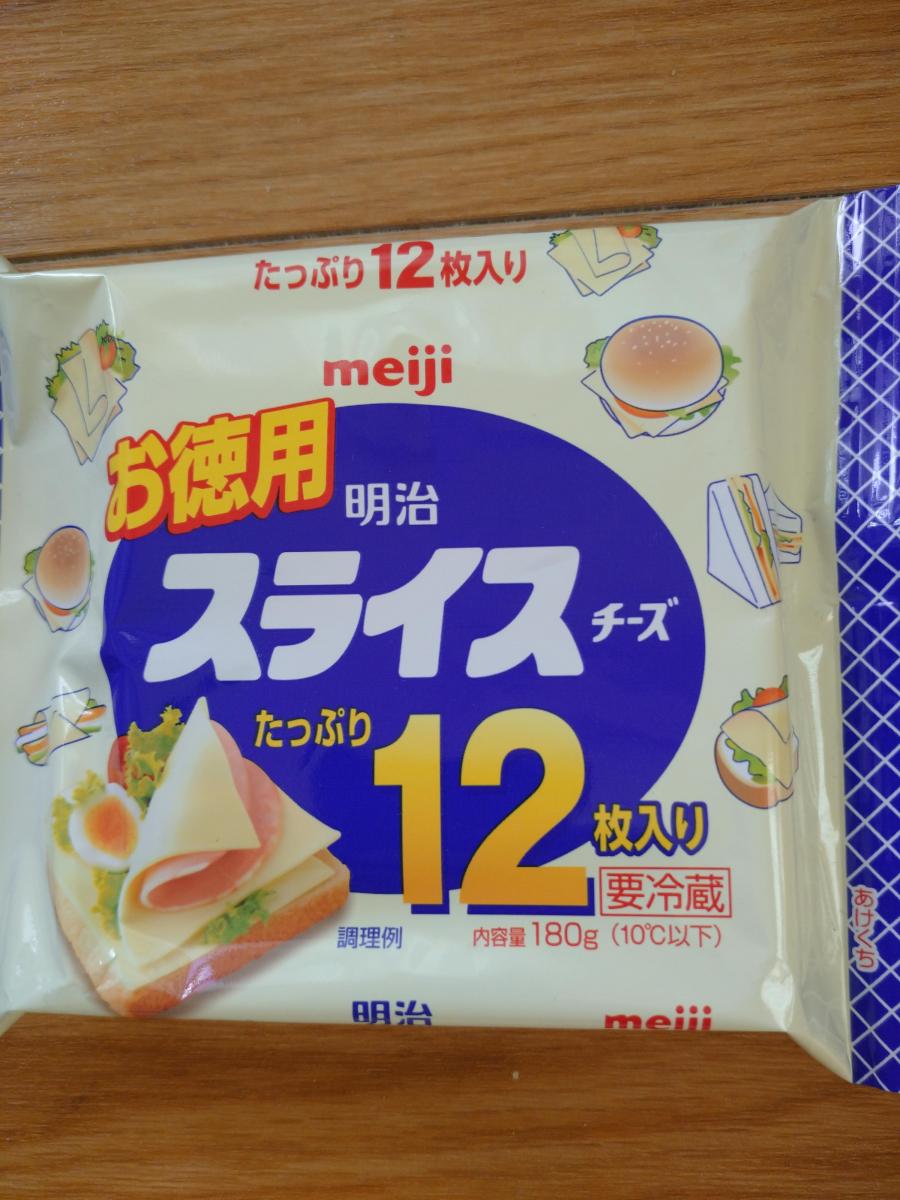 たっぷり12枚入り
meiji
お徳用
明治
スライスチーズ
たっぷり
12枚入り
要冷蔵
調理例
内容量180g（10℃以下）
あけくち
明治
meiji